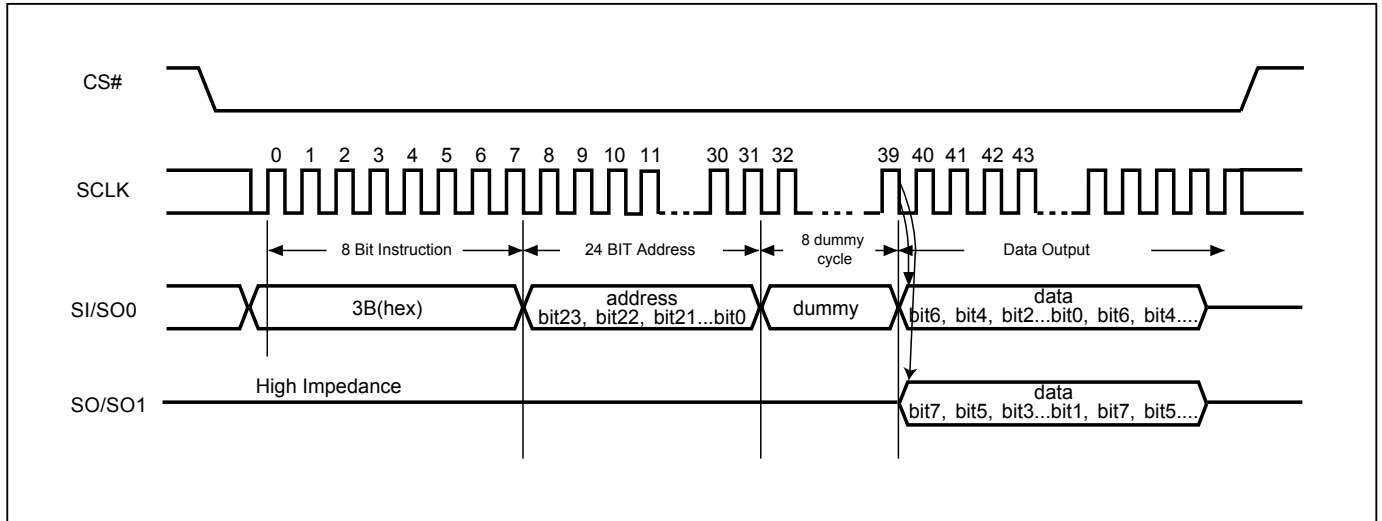 CS#
0 1 2 3 4 5 6 7 8 9 10 11 30 31 32 39 40 41 42 43
SCLK
8 Bit Instruction 24 BIT Address 8 dummy cycle Data Output
SI/SO0
3B(hex)
address
bit23, bit22, bit21...bit0
dummy
data
bit6, bit4, bit2...bit0, bit6, bit4....
High Impedance
SO/SO1
data
bit7, bit5, bit3...bit1, bit7, bit5....